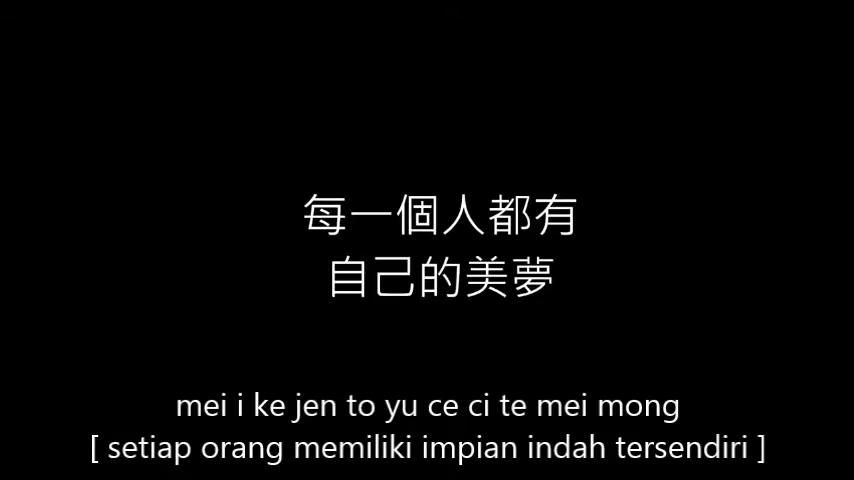 每一個人都有
自己的美夢
mei i ke jen to yu ce ci te mei mong
[ setiap orang memiliki impian indah tersendiri ]